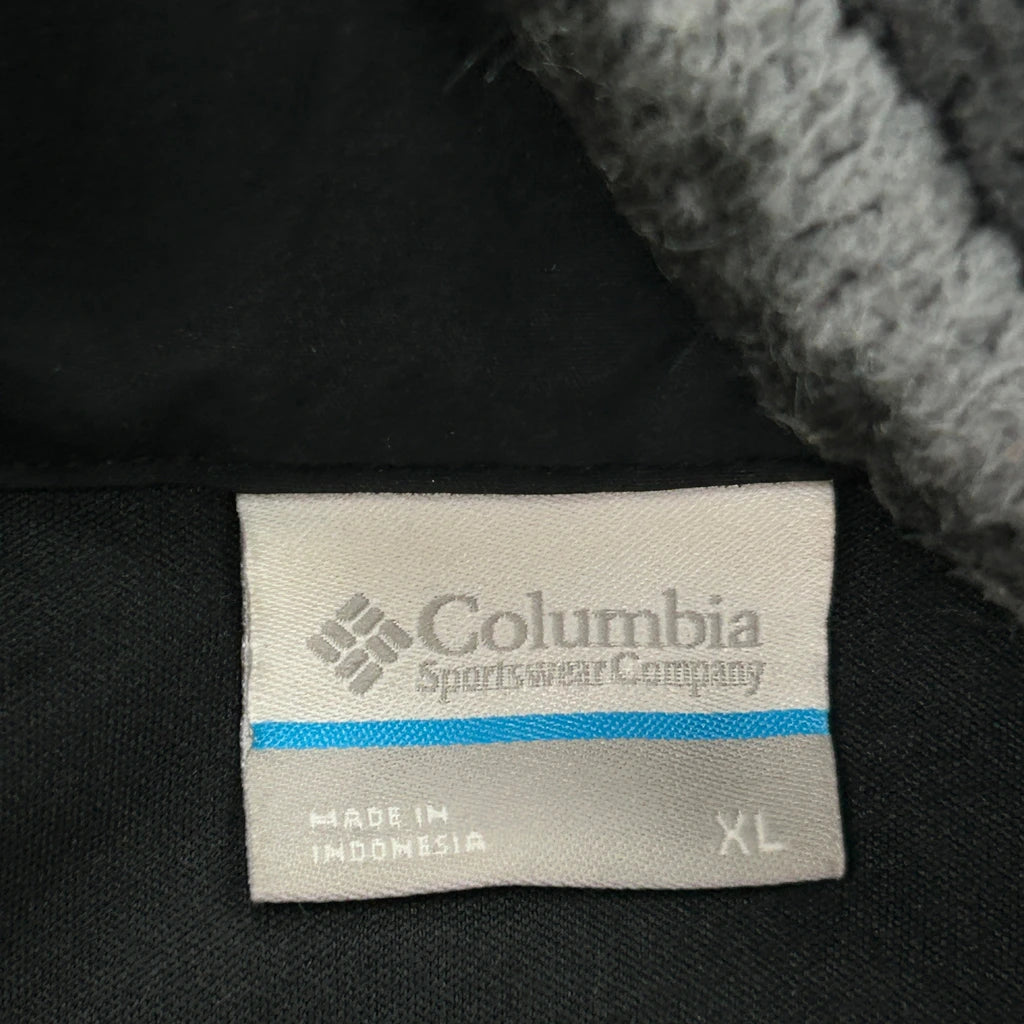 Columbia
Sportswear Company
MADE IN
INDONESIA
XL